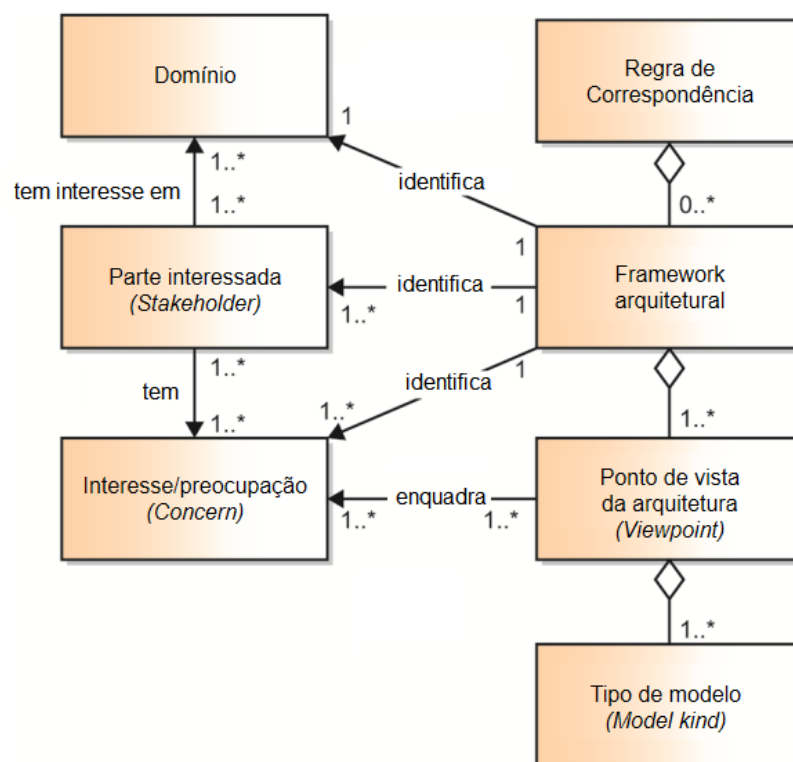 Domínio
Regra de
Correspondência
1
1..*
identifica
tem interesse em
1..*
0..*
1
Parte interessada
(Stakeholder)
identifica
1..*
1
Framework
arquitetural
1..*
tem
identifica
1
1..*
1..*
1..*
Interesse/preocupação
(Concern)
enquadra
1..*
1..*
Ponto de vista
da arquitetura
(Viewpoint)
1..*
Tipo de modelo
(Model kind)